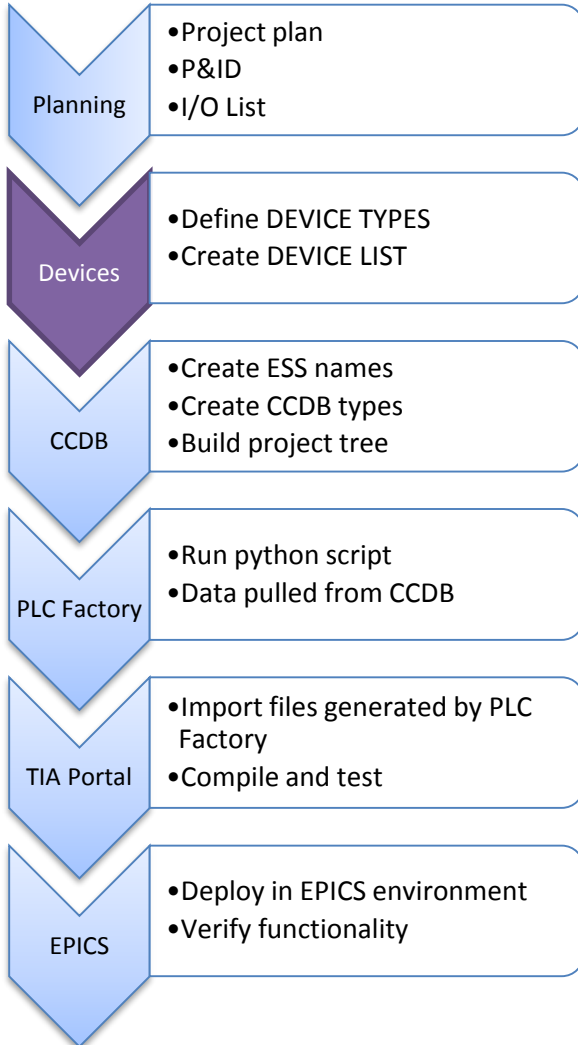 Planning
•Project plan
•P&ID
•I/O List
Devices
•Define DEVICE TYPES
•Create DEVICE LIST
CCDB
•Create ESS names
•Create CCDB types
•Build project tree
PLC Factory
•Run python script
•Data pulled from CCDB
TIA Portal
•Import files generated by PLC
Factory
•Compile and test
EPICS
•Deploy in EPICS environment
•Verify functionality